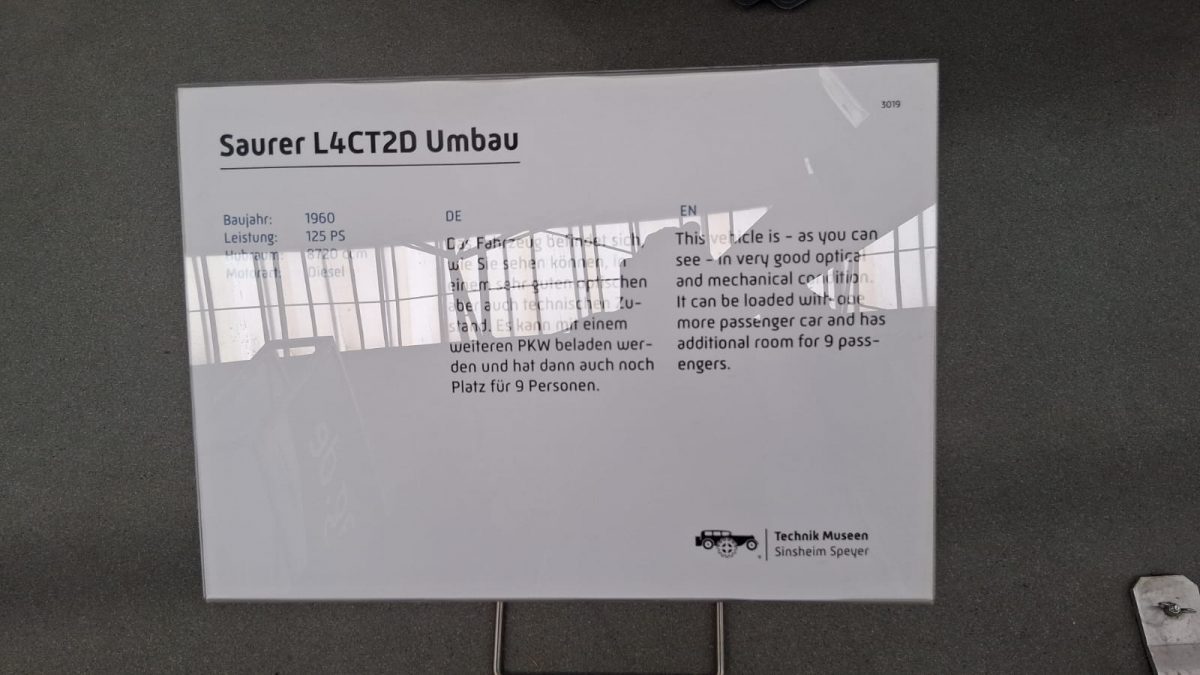 3019
Saurer L4CT2D Umbau
Baujahr: 1960
Leistung: 125 PS
Hubraum: 8720 ccm
Motorart: Diesel
DE
Das Fahrzeug befindet sich,
wie Sie sehen können, in
einem sehr guten optischen
aber auch technischen Zu-
stand. Es kann mit einem
weiteren PKW beladen wer-
den und hat dann auch noch
Platz für 9 Personen.
EN
This vehicle is - as you can
see - in very good optical
and mechanical condition.
It can be loaded with one
more passenger car and has
additional room for 9 pass-
engers.
Technik Museen
Sinsheim Speyer